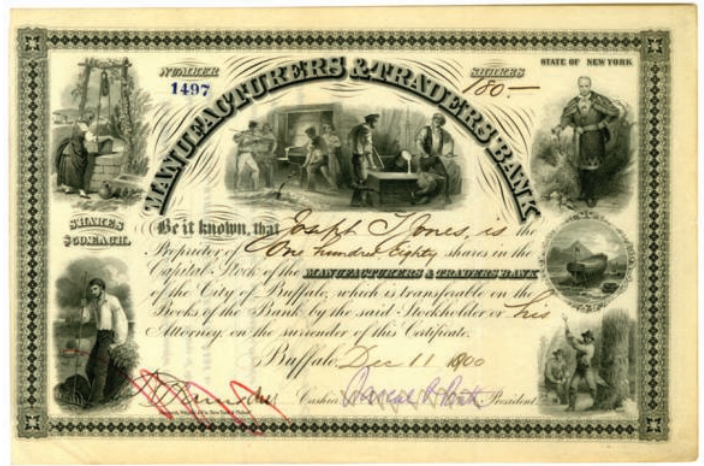 NUMBER
1497
MANUFACTURERS & TRADERS BANK
SHARES
180.—
STATE OF NEW YORK
SHARES
$60.EACH.
Be it known, that Joseph T Jones, is the
Proprietor of One hundred Eighty shares in the
Capital Stock of the MANUFACTURERS & TRADERS BANK
of the City of Buffalo, which is transferable on the
Books of the Bank by the said Stockholder or his
Attorney, on the surrender of this Certificate.
Buffalo, Dec 11 1900
Cashier President.